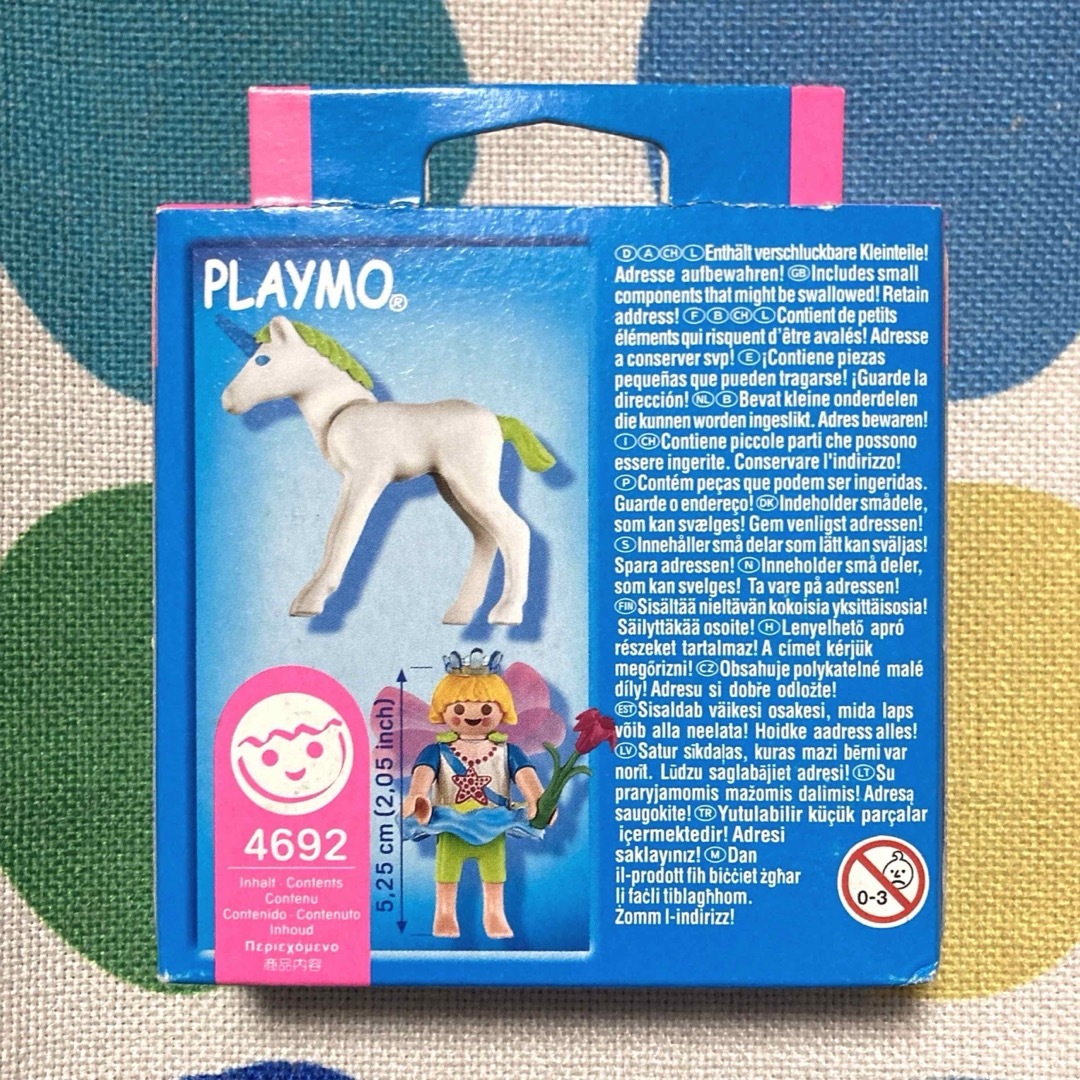 PLAYMO®
5,25 cm (2,05 inch)
4692
Inhalt · Contents
Contenu
Contenido · Contenuto
Inhoud
Περιεχόμενο
商品内容
D A CH L Enthält verschluckbare Kleinteile!
Adresse aufbewahren! GB Includes small
components that might be swallowed! Retain
address! F B CH L Contient de petits
éléments qui risquent d'être avalés! Adresse
a conserver svp! E ¡Contiene piezas
pequeñas que pueden tragarse! ¡Guarde la
dirección! NL B Bevat kleine onderdelen
die kunnen worden ingeslikt. Adres bewaren!
I CH Contiene piccole parti che possono
essere ingerite. Conservare l'indirizzo!
P Contém peças que podem ser ingeridas.
Guarde o endereço! DK Indeholder smådele,
som kan svælges! Gem venligst adressen!
S Innehåller små delar som lätt kan sväljas!
Spara adressen! N Inneholder små deler,
som kan svelges! Ta vare på adressen!
FIN Sisältää nieltävän kokoisia yksittäisosia!
Säilyttäkää osoite! H Lenyelhető apró
részeket tartalmaz! A címet kérjük
megőrizni! CZ Obsahuje polykatelné malé
díly! Adresu si dobře odložte!
EST Sisaldab väikesi osakesi, mida laps
võib alla neelata! Hoidke aadress alles!
LV Satur sīkdaļas, kuras mazi bērni var
norīt. Lūdzu saglabājiet adresi! LT Su
praryjamomis mažomis dalimis! Adresą
saugokite! TR Yutulabilir küçük parçalar
içermektedir! Adresi
saklayınız! M Dan
il-prodott fih biċċiet żgħar
li faċli tiblagħhom.
Żomm l-indirizz!
0-3